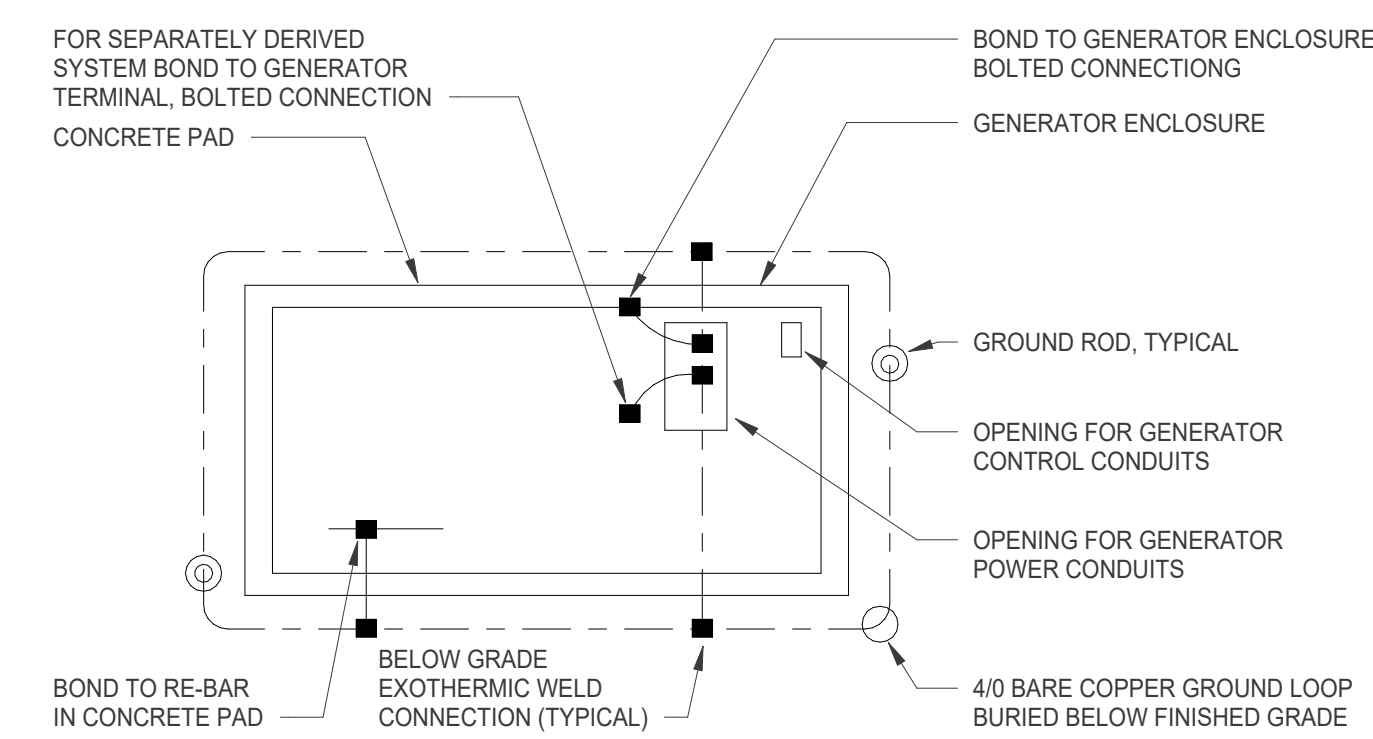 FOR SEPARATELY DERIVED
SYSTEM BOND TO GENERATOR
TERMINAL, BOLTED CONNECTION
CONCRETE PAD
BOND TO GENERATOR ENCLOSURE
BOLTED CONNECTIONG
GENERATOR ENCLOSURE
GROUND ROD, TYPICAL
OPENING FOR GENERATOR
CONTROL CONDUITS
OPENING FOR GENERATOR
POWER CONDUITS
BOND TO RE-BAR
IN CONCRETE PAD
BELOW GRADE
EXOTHERMIC WELD
CONNECTION (TYPICAL)
4/0 BARE COPPER GROUND LOOP
BURIED BELOW FINISHED GRADE